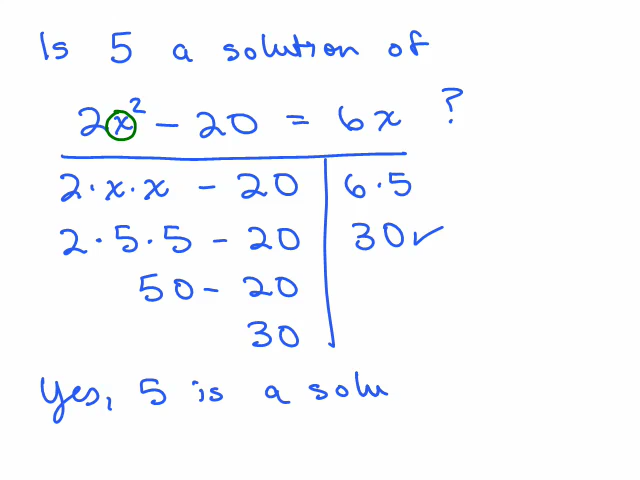 Is 5 a solution of
2x² - 20 = 6x ?
2·x·x - 20 6·5
2·5·5 - 20 30✓
50 - 20
30
Yes, 5 is a solu